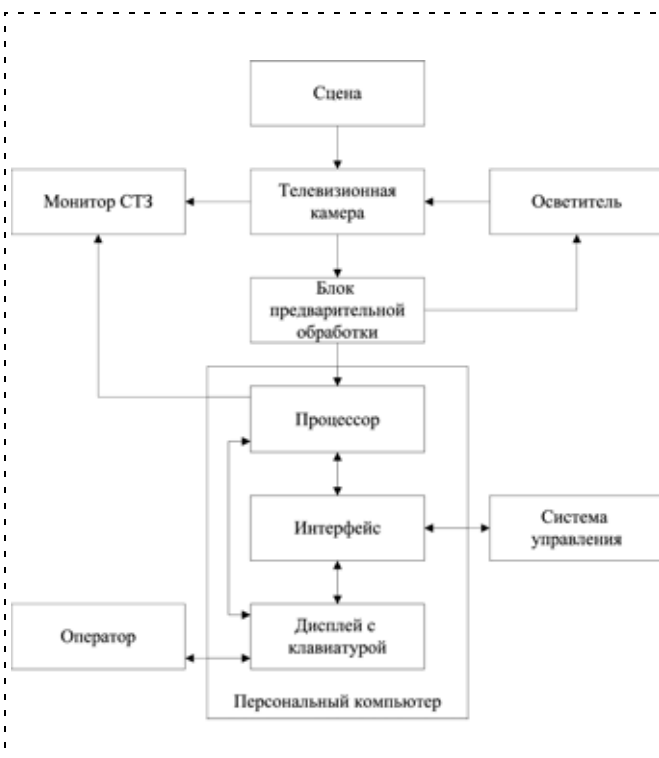 Сцена
Монитор СТЗ
Телевизионная
камера
Осветитель
Блок
предварительной
обработки
Процессор
Интерфейс
Система
управления
Оператор
Дисплей с
клавиатурой
Персональный компьютер